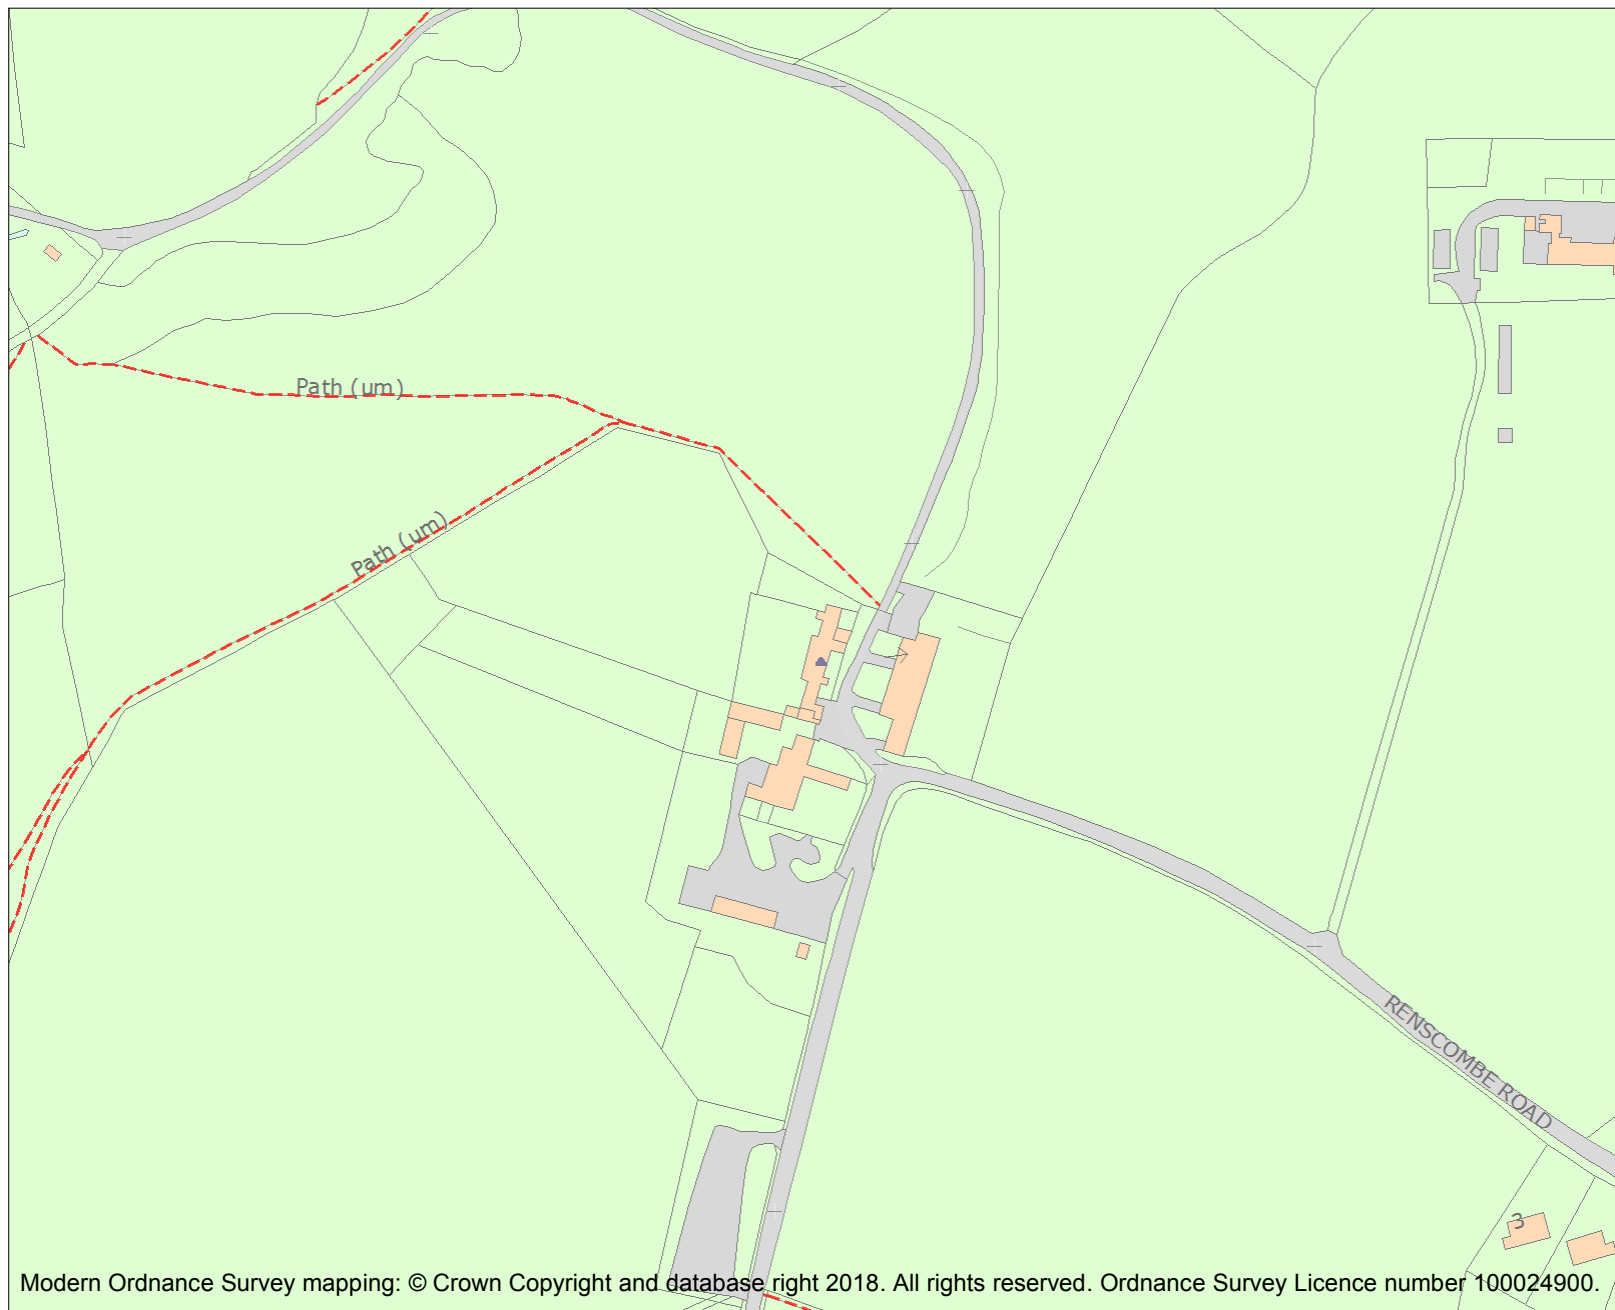 Path (um)
Path (um)
7
RENSCOMBE ROAD
3
Modern Ordnance Survey mapping: © Crown Copyright and database right 2018. All rights reserved. Ordnance Survey Licence number 100024900.